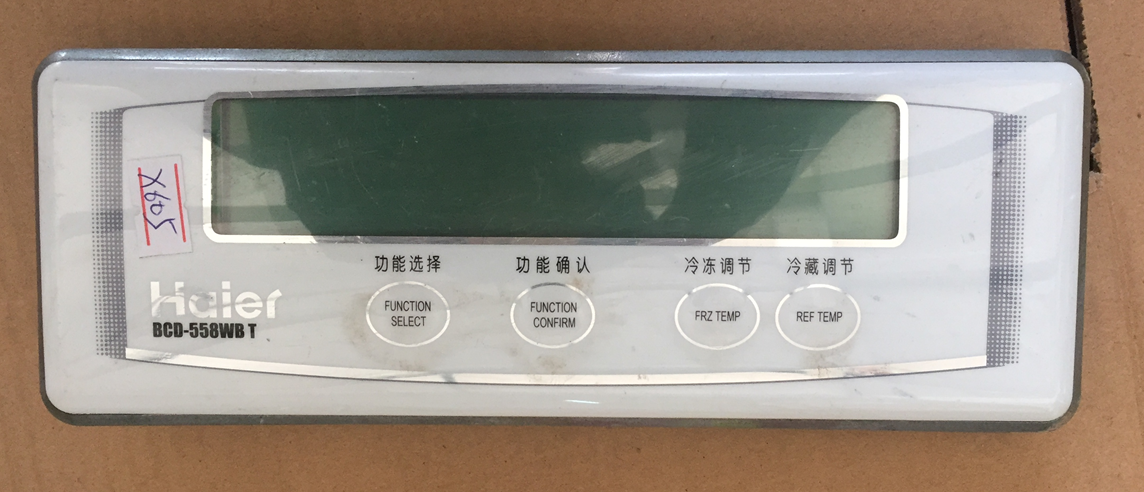 X605
功能选择
功能确认
冷冻调节
冷藏调节
FUNCTION
SELECT
FUNCTION
CONFIRM
FRZ TEMP
REF TEMP
Haier
BCD-558WB T